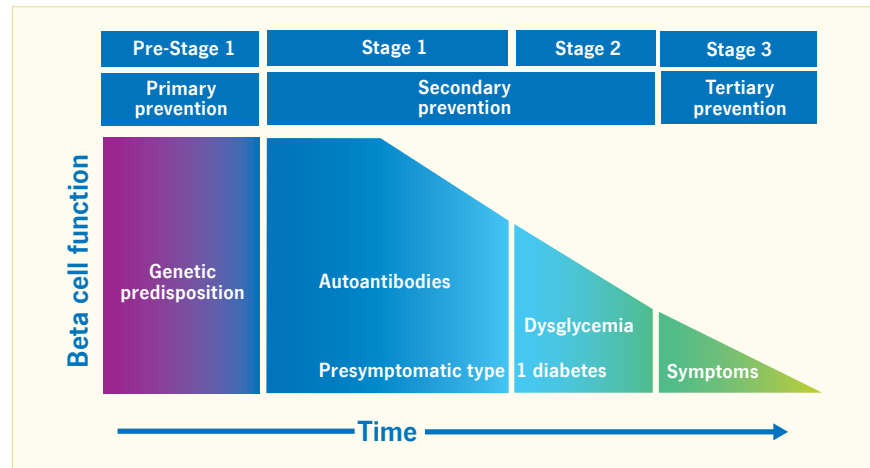 Pre-Stage 1
Stage 1
Stage 2
Stage 3
Primary
prevention
Secondary
prevention
Tertiary
prevention
Beta cell function
Genetic
predisposition
Autoantibodies
Dysglycemia
Presymptomatic type 1 diabetes
Symptoms
Time